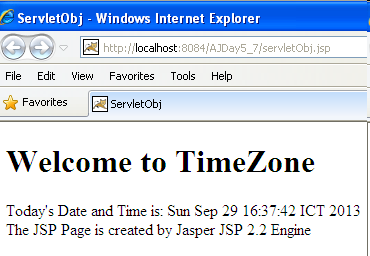 ServletObj - Windows Internet Explorer
http://localhost:8084/AJDay5_7/servletObj.jsp
File Edit View Favorites Tools Help
Favorites ServletObj
Welcome to TimeZone
Today's Date and Time is: Sun Sep 29 16:37:42 ICT 2013
The JSP Page is created by Jasper JSP 2.2 Engine